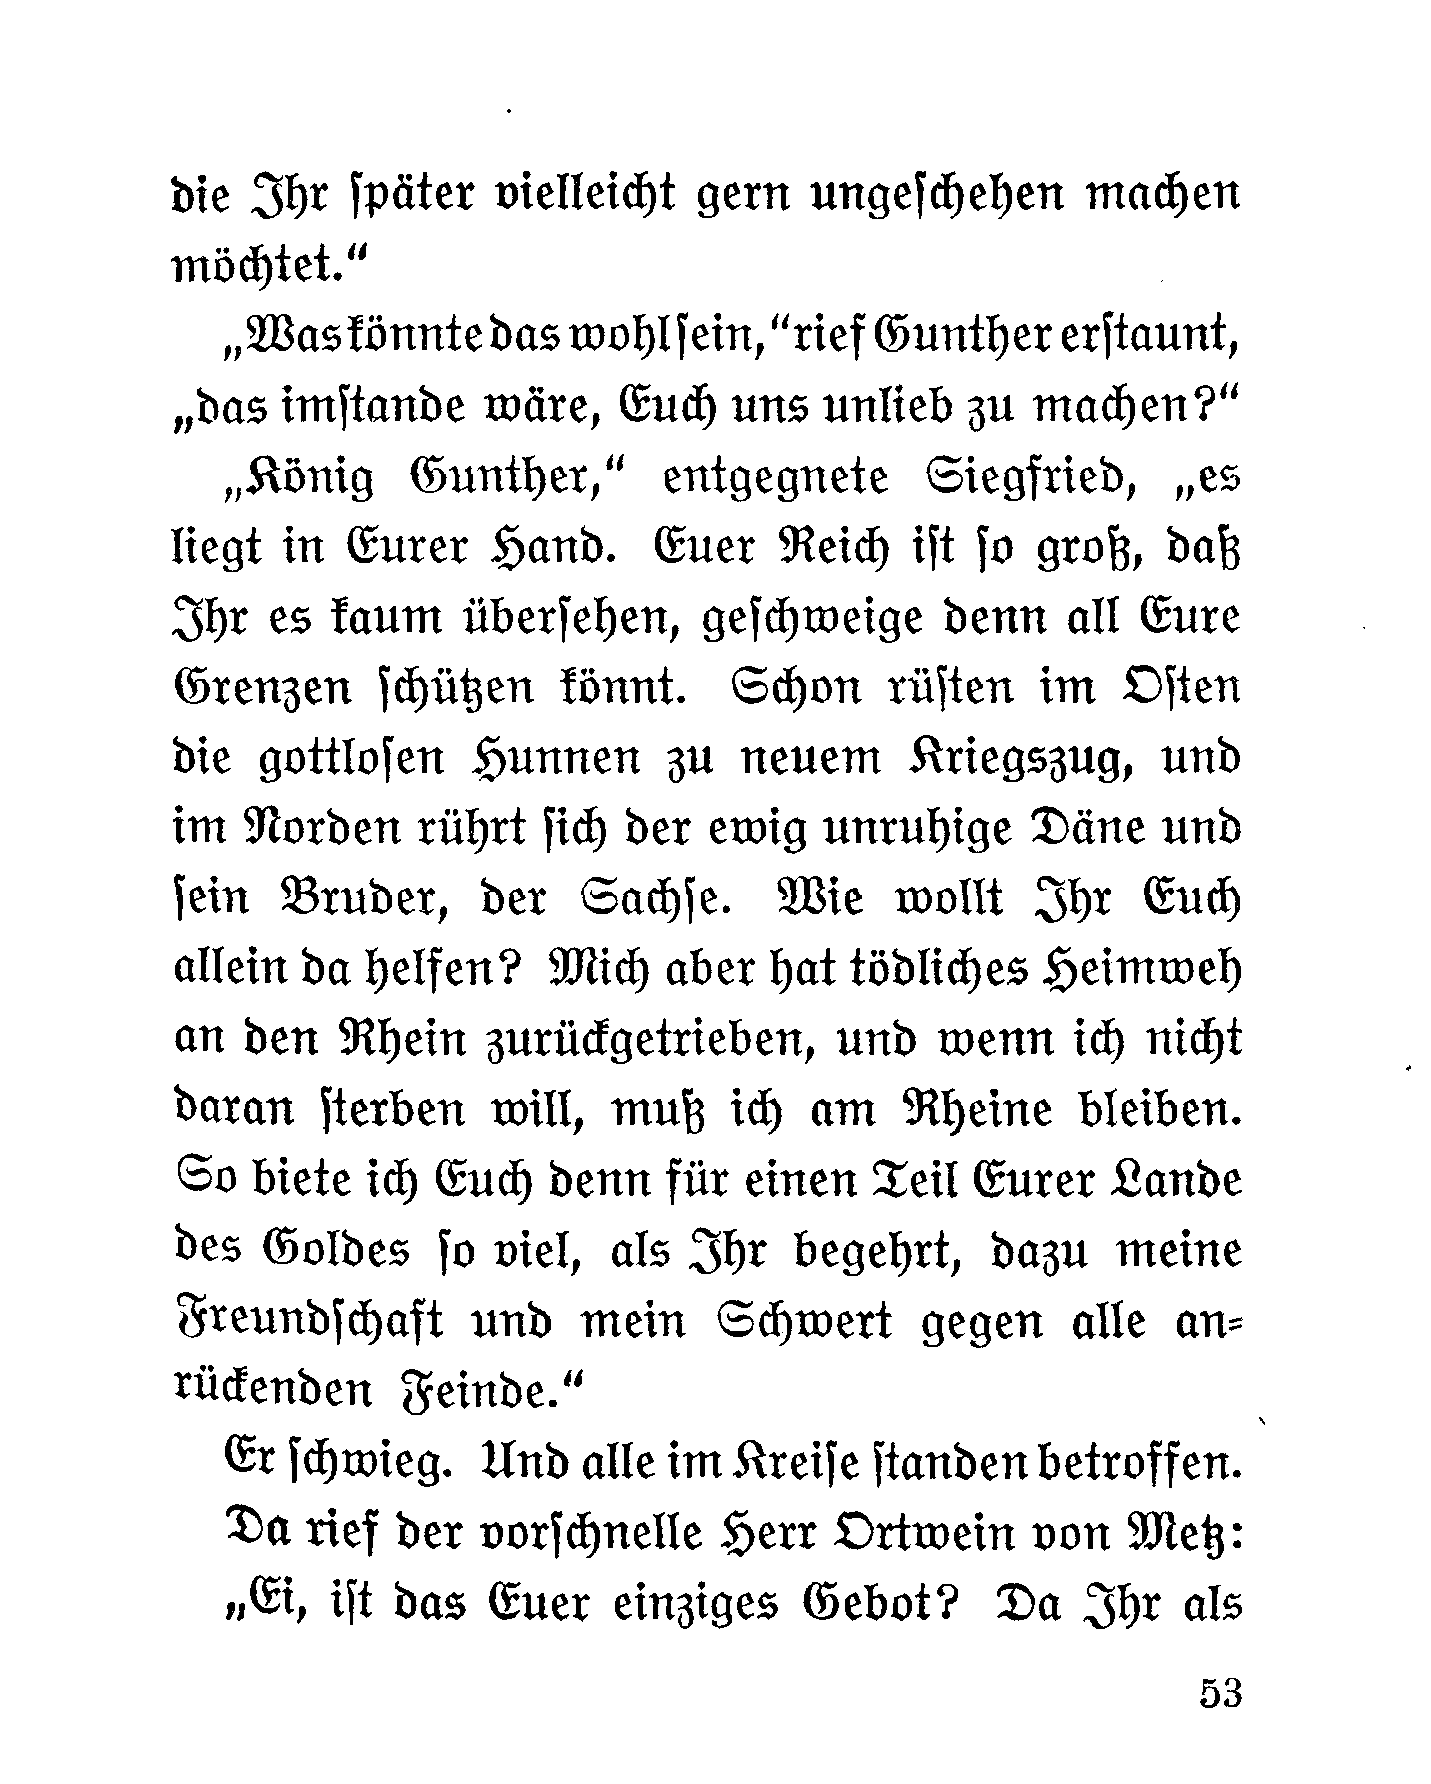 die Ihr ſpäter vielleicht gern ungeſchehen machen
möchtet.“
„Was könnte das wohl ſein,“ rief Gunther erſtaunt,
„das imſtande wäre, Euch uns unlieb zu machen?“
„König Gunther,“ entgegnete Siegfried, „es
liegt in Eurer Hand. Euer Reich iſt ſo groß, daß
Ihr es kaum überſehen, geſchweige denn all Eure
Grenzen ſchützen könnt. Schon rüſten im Oſten
die gottloſen Hunnen zu neuem Kriegszug, und
im Norden rührt ſich der ewig unruhige Däne und
ſein Bruder, der Sachſe. Wie wollt Ihr Euch
allein da helfen? Mich aber hat tödliches Heimweh
an den Rhein zurückgetrieben, und wenn ich nicht
daran ſterben will, muß ich am Rheine bleiben.
So biete ich Euch denn für einen Teil Eurer Lande
des Goldes ſo viel, als Ihr begehrt, dazu meine
Freundſchaft und mein Schwert gegen alle an⸗
rückenden Feinde.“
Er ſchwieg. Und alle im Kreiſe ſtanden betroffen.
Da rief der vorſchnelle Herr Ortwein von Metz:
„Ei, iſt das Euer einziges Gebot? Da Ihr als
53